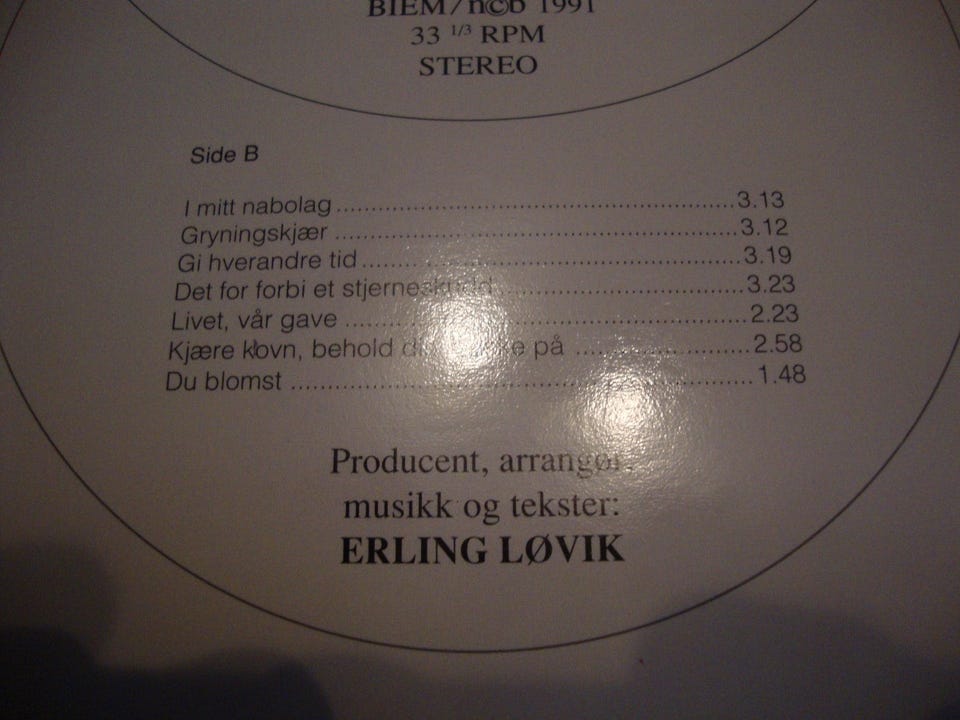 BIEM / n©b 1991
33 1/3 RPM
STEREO
Side B
I mitt nabolag ........................................................ 3.13
Gryningskjær ........................................................ 3.12
Gi hverandre tid ..................................................... 3.19
Det for forbi et stjerneskudd .................................. 3.23
Livet, vår gave ....................................................... 2.23
Kjære klovn, behold på ........................ 2.58
Du blomst ............................................................... 1.48
Producent, arrangør,
musikk og tekster:
ERLING LØVIK